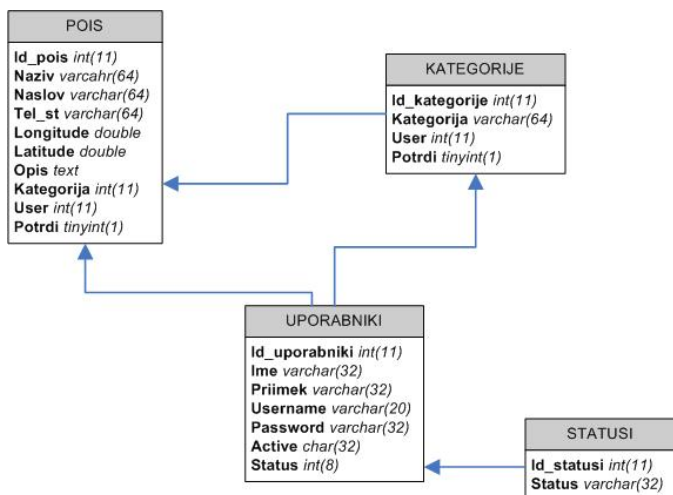 POIS
Id_pois int(11)
Naziv varcahr(64)
Naslov varchar(64)
Tel_st varchar(64)
Longitude double
Latitude double
Opis text
Kategorija int(11)
User int(11)
Potrdi tinyint(1)
KATEGORIJE
Id_kategorije int(11)
Kategorija varchar(64)
User int(11)
Potrdi tinyint(1)
UPORABNIKI
Id_uporabniki int(11)
Ime varchar(32)
Priimek varchar(32)
Username varchar(20)
Password varchar(32)
Active char(32)
Status int(8)
STATUSI
Id_statusi int(11)
Status varchar(32)